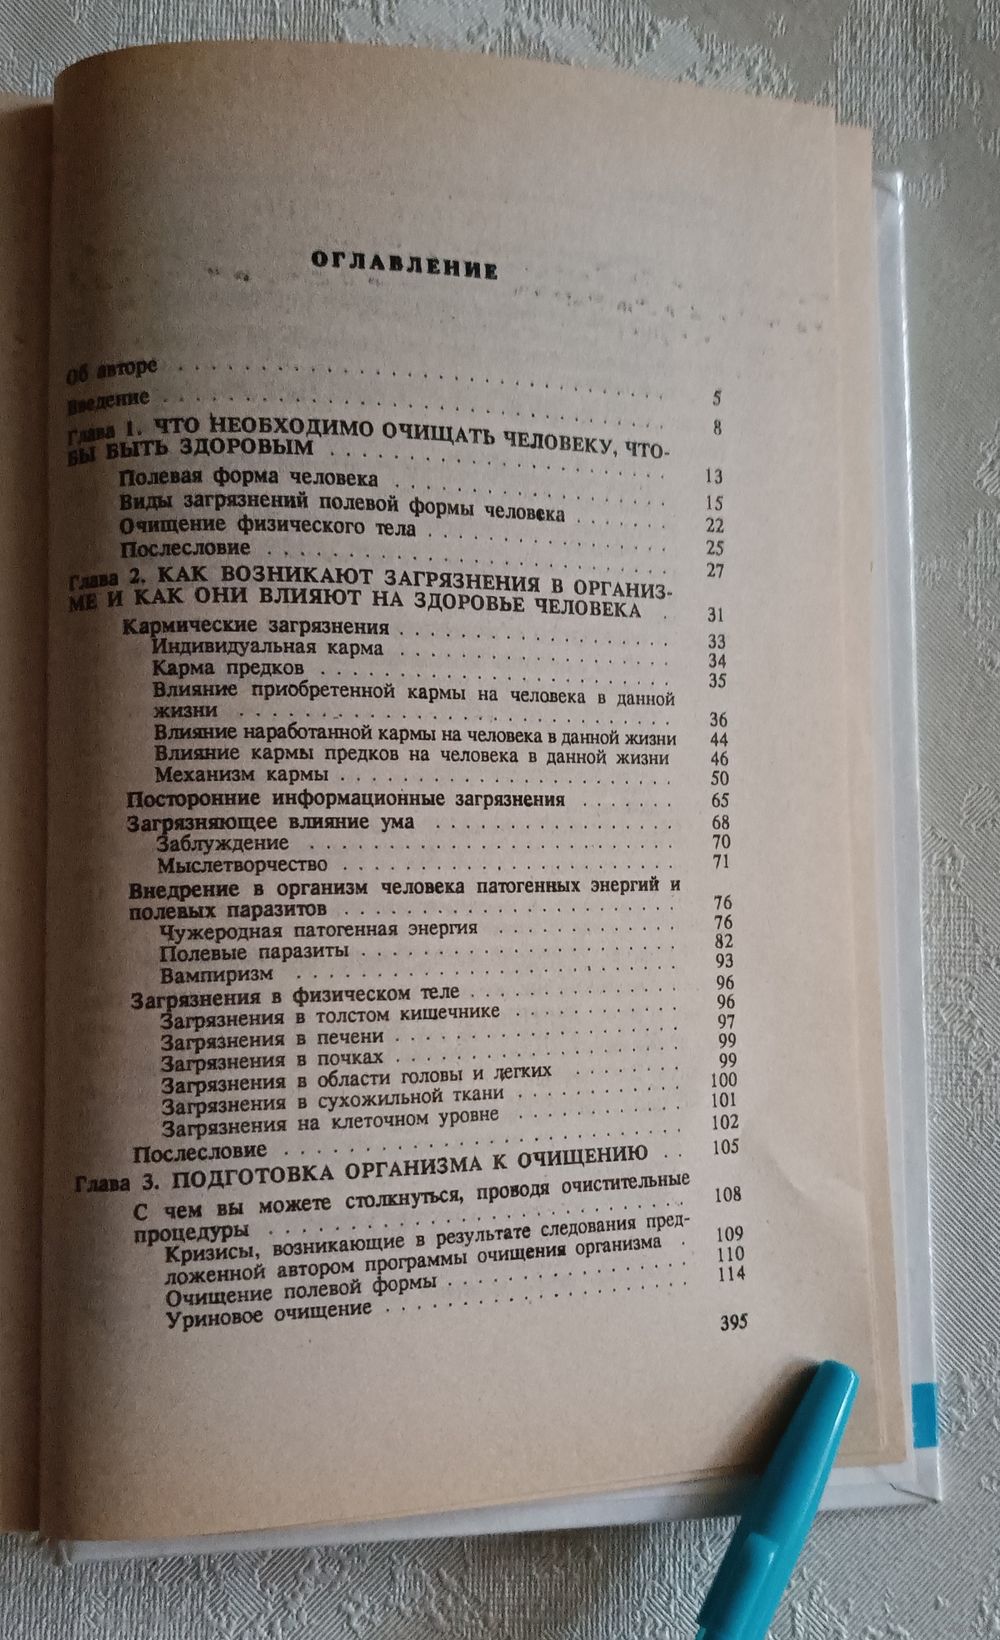 ОГЛАВЛЕНИЕ
Об авторе . . . . . . . . . . . . . . . . . . . . 5
Введение . . . . . . . . . . . . . . . . . . . . 8
Глава 1. ЧТО НЕОБХОДИМО ОЧИЩАТЬ ЧЕЛОВЕКУ, ЧТО-
БЫ БЫТЬ ЗДОРОВЫМ . . . . . . . . . . . . . . 13
Полевая форма человека . . . . . . . . . . . . 15
Виды загрязнений полевой формы человека . . . . . 22
Очищение физического тела . . . . . . . . . . . 25
Послесловие . . . . . . . . . . . . . . . . . 27
Глава 2. КАК ВОЗНИКАЮТ ЗАГРЯЗНЕНИЯ В ОРГАНИЗ-
МЕ И КАК ОНИ ВЛИЯЮТ НА ЗДОРОВЬЕ ЧЕЛОВЕКА . 31
Кармические загрязнения . . . . . . . . . . . . 33
Индивидуальная карма . . . . . . . . . . . . 34
Карма предков . . . . . . . . . . . . . . . 35
Влияние приобретенной кармы на человека в данной
жизни . . . . . . . . . . . . . . . . . . . 36
Влияние наработанной кармы на человека в данной жизни 44
Влияние кармы предков на человека в данной жизни 46
Механизм кармы . . . . . . . . . . . . . . . 50
Посторонние информационные загрязнения . . . . . . 65
Загрязняющее влияние ума . . . . . . . . . . . 68
Заблуждение . . . . . . . . . . . . . . . . 70
Мыслетворчество . . . . . . . . . . . . . . . 71
Внедрение в организм человека патогенных энергий и
полевых паразитов . . . . . . . . . . . . . . . 76
Чужеродная патогенная энергия . . . . . . . . . 76
Полевые паразиты . . . . . . . . . . . . . . 82
Вампиризм . . . . . . . . . . . . . . . . . 93
Загрязнения в физическом теле . . . . . . . . . . 96
Загрязнения в толстом кишечнике . . . . . . . . 96
Загрязнения в печени . . . . . . . . . . . . . 97
Загрязнения в почках . . . . . . . . . . . . . 99
Загрязнения в области головы и легких . . . . . . 99
Загрязнения в сухожильной ткани . . . . . . . . 100
Загрязнения на клеточном уровне . . . . . . . . 101
Послесловие . . . . . . . . . . . . . . . . . 102
Глава 3. ПОДГОТОВКА ОРГАНИЗМА К ОЧИЩЕНИЮ . . 105
С чем вы можете столкнуться, проводя очистительные
процедуры . . . . . . . . . . . . . . . . . . 108
Кризисы, возникающие в результате следования пред-
ложенной автором программы очищения организма . 109
Очищение полевой формы . . . . . . . . . . . . 110
Уриновое очищение . . . . . . . . . . . . . . 114
395